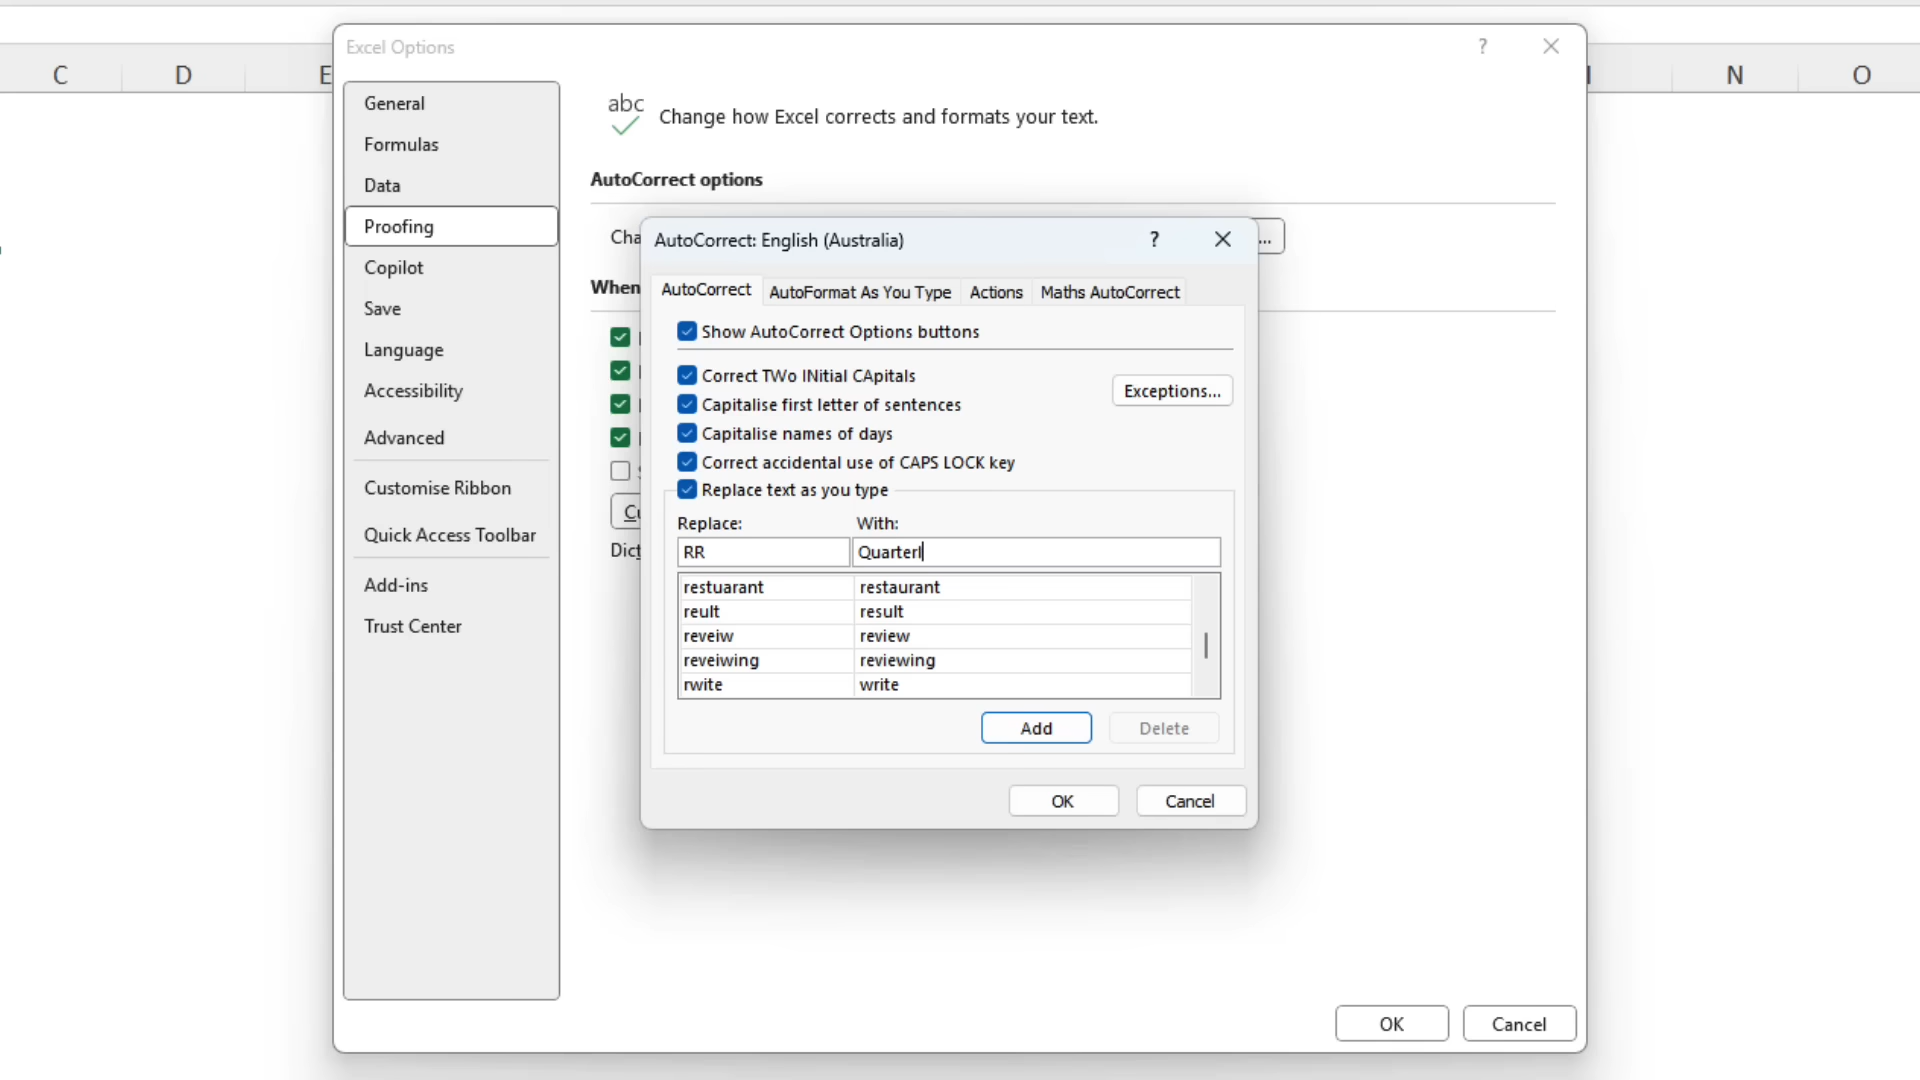 Excel Options
?
C D E N O
General
Formulas
Data
Proofing
Copilot
Save
Language
Accessibility
Advanced
Customise Ribbon
Quick Access Toolbar
Add-ins
Trust Center
abc
Change how Excel corrects and formats your text.
AutoCorrect options
Cha
...
When
AutoCorrect: English (Australia)
?
AutoCorrect AutoFormat As You Type Actions Maths AutoCorrect
Show AutoCorrect Options buttons
Correct TWo INitial CApitals
Exceptions...
Capitalise first letter of sentences
Capitalise names of days
Correct accidental use of CAPS LOCK key
Replace text as you type
Replace: With:
RR Quarterl
restuarant restaurant
reult result
reveiw review
reveiwing reviewing
rwite write
Add Delete
OK Cancel
OK Cancel